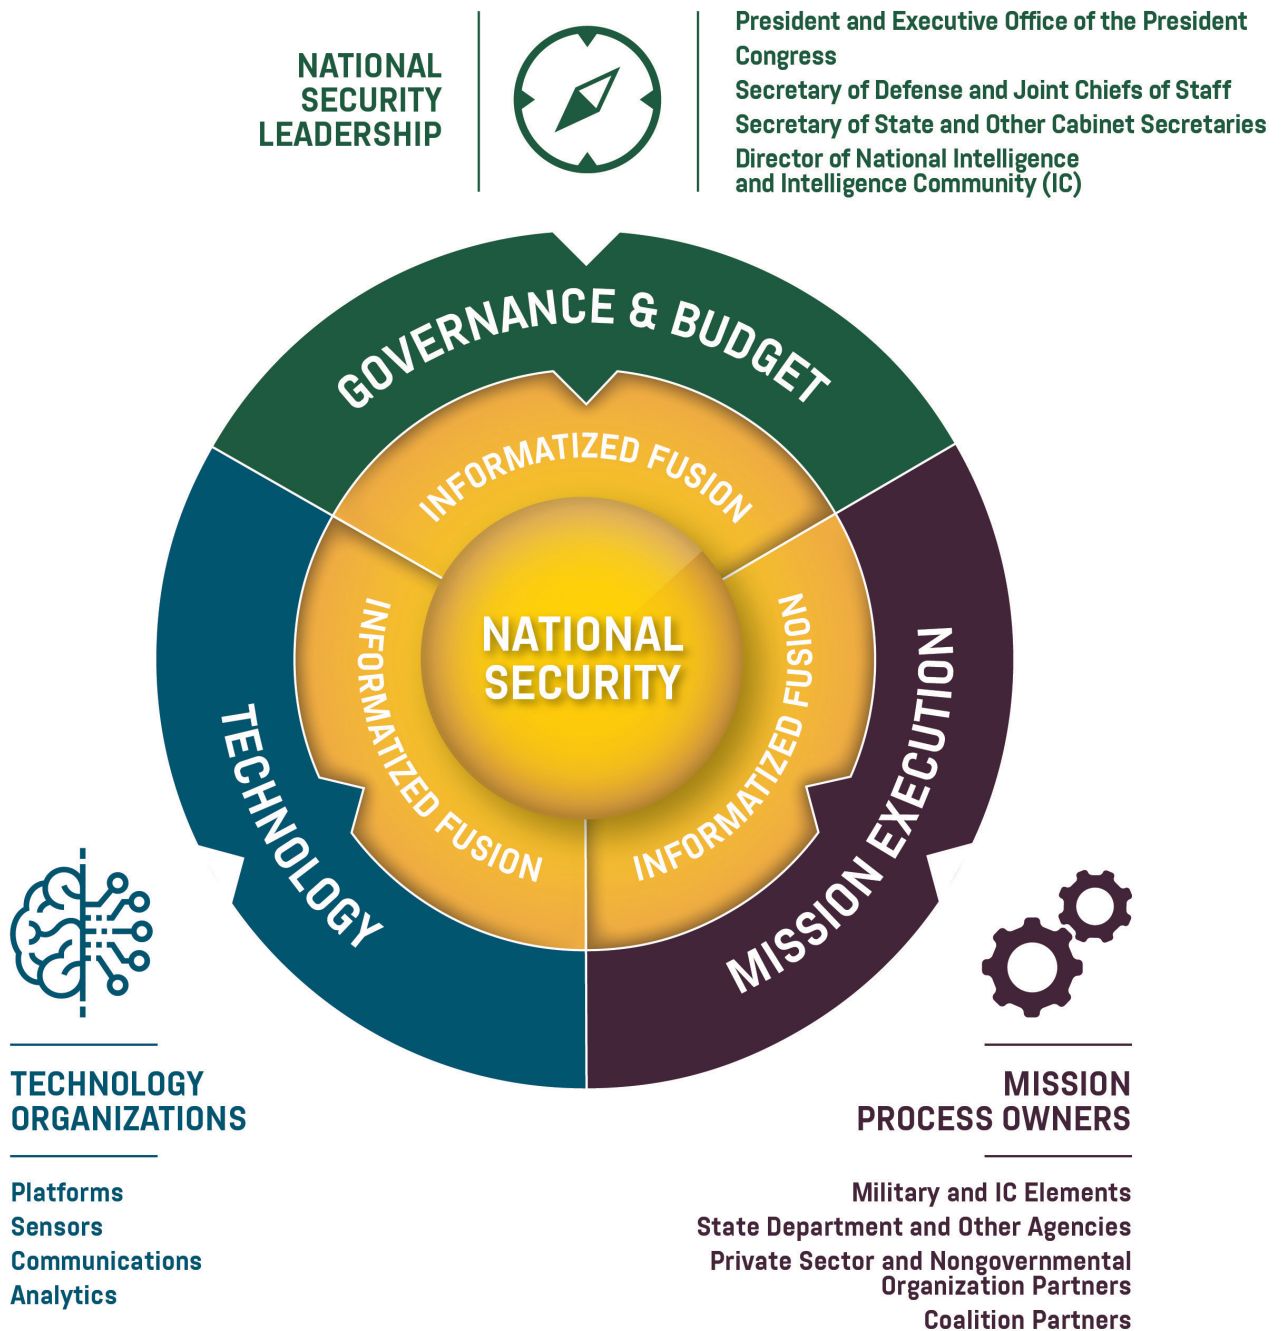 NATIONAL
SECURITY
LEADERSHIP
President and Executive Office of the President
Congress
Secretary of Defense and Joint Chiefs of Staff
Secretary of State and Other Cabinet Secretaries
Director of National Intelligence
and Intelligence Community (IC)
GOVERNANCE & BUDGET
INFORMATIZED FUSION
INFORMATIZED FUSION
INFORMATIZED FUSION
NATIONAL
SECURITY
TECHNOLOGY
MISSION EXECUTION
TECHNOLOGY
ORGANIZATIONS
Platforms
Sensors
Communications
Analytics
MISSION
PROCESS OWNERS
Military and IC Elements
State Department and Other Agencies
Private Sector and Nongovernmental
Organization Partners
Coalition Partners